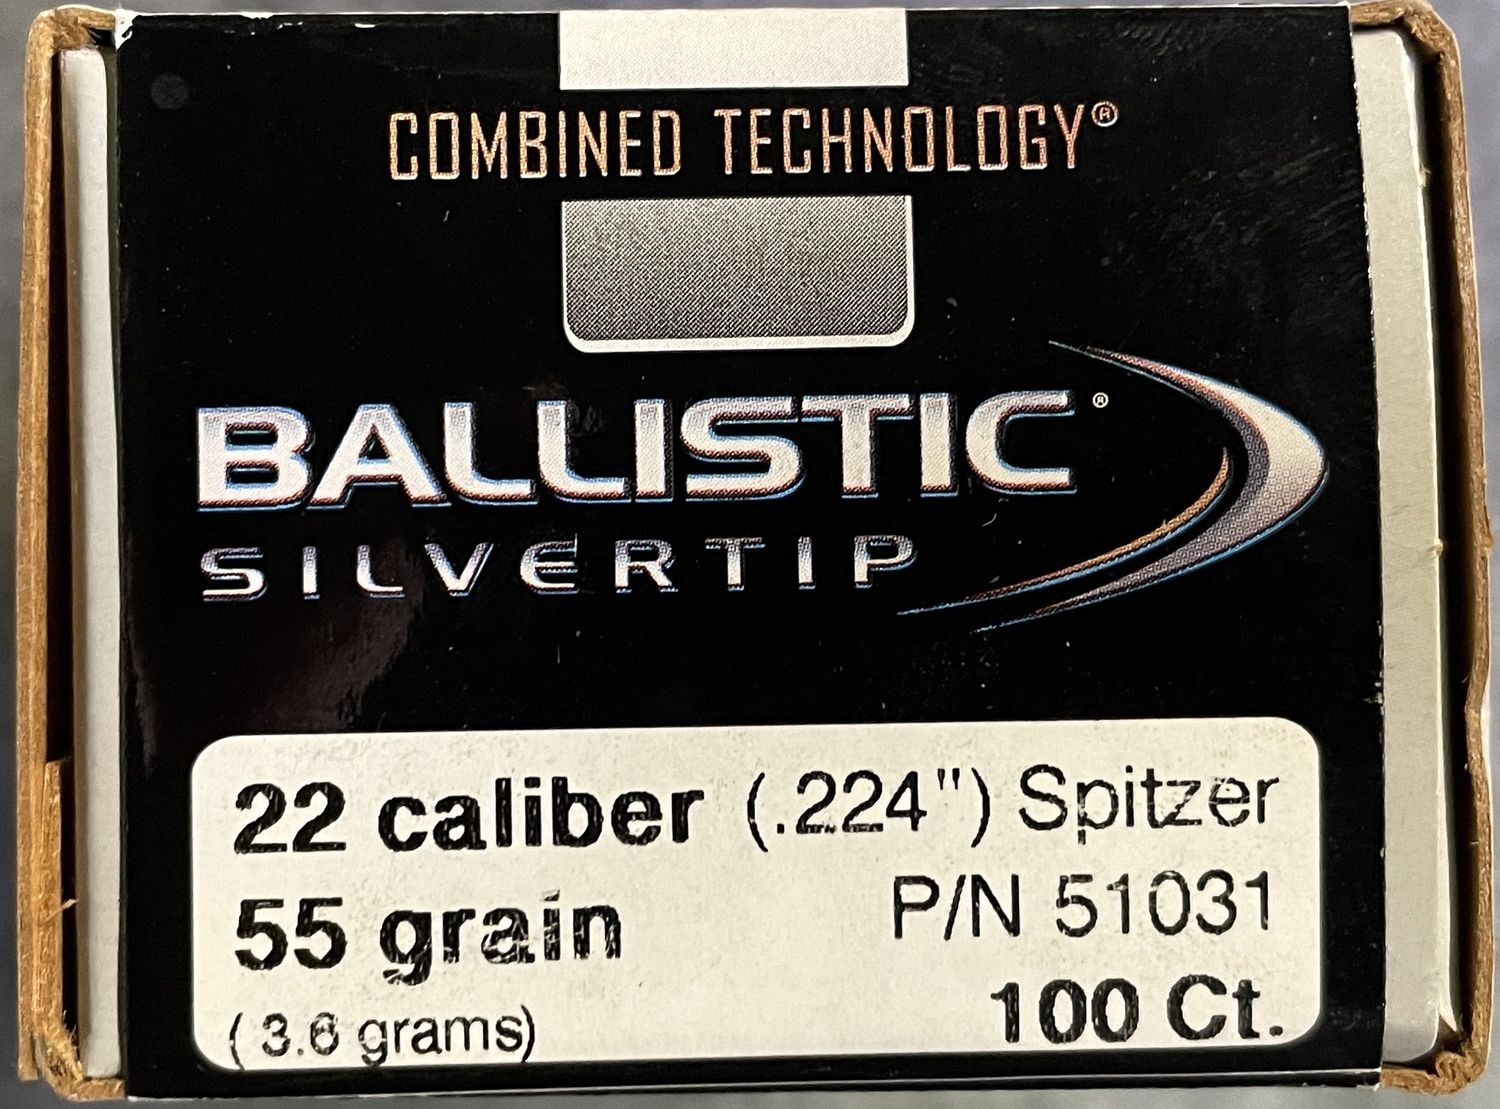 COMBINED TECHNOLOGY®
BALLISTIC®
SILVERTIP
22 caliber (.224") Spitzer
55 grain P/N 51031
(3.6 grams) 100 Ct.